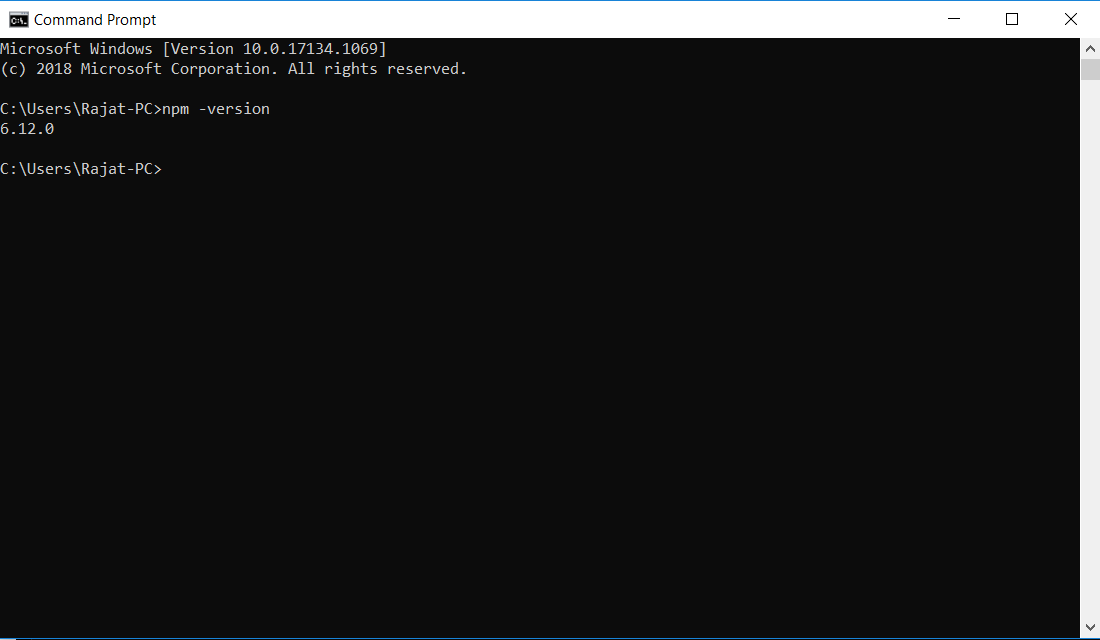 Command Prompt
Microsoft Windows [Version 10.0.17134.1069]
(c) 2018 Microsoft Corporation. All rights reserved.
C:\Users\Rajat-PC>npm -version
6.12.0
C:\Users\Rajat-PC>